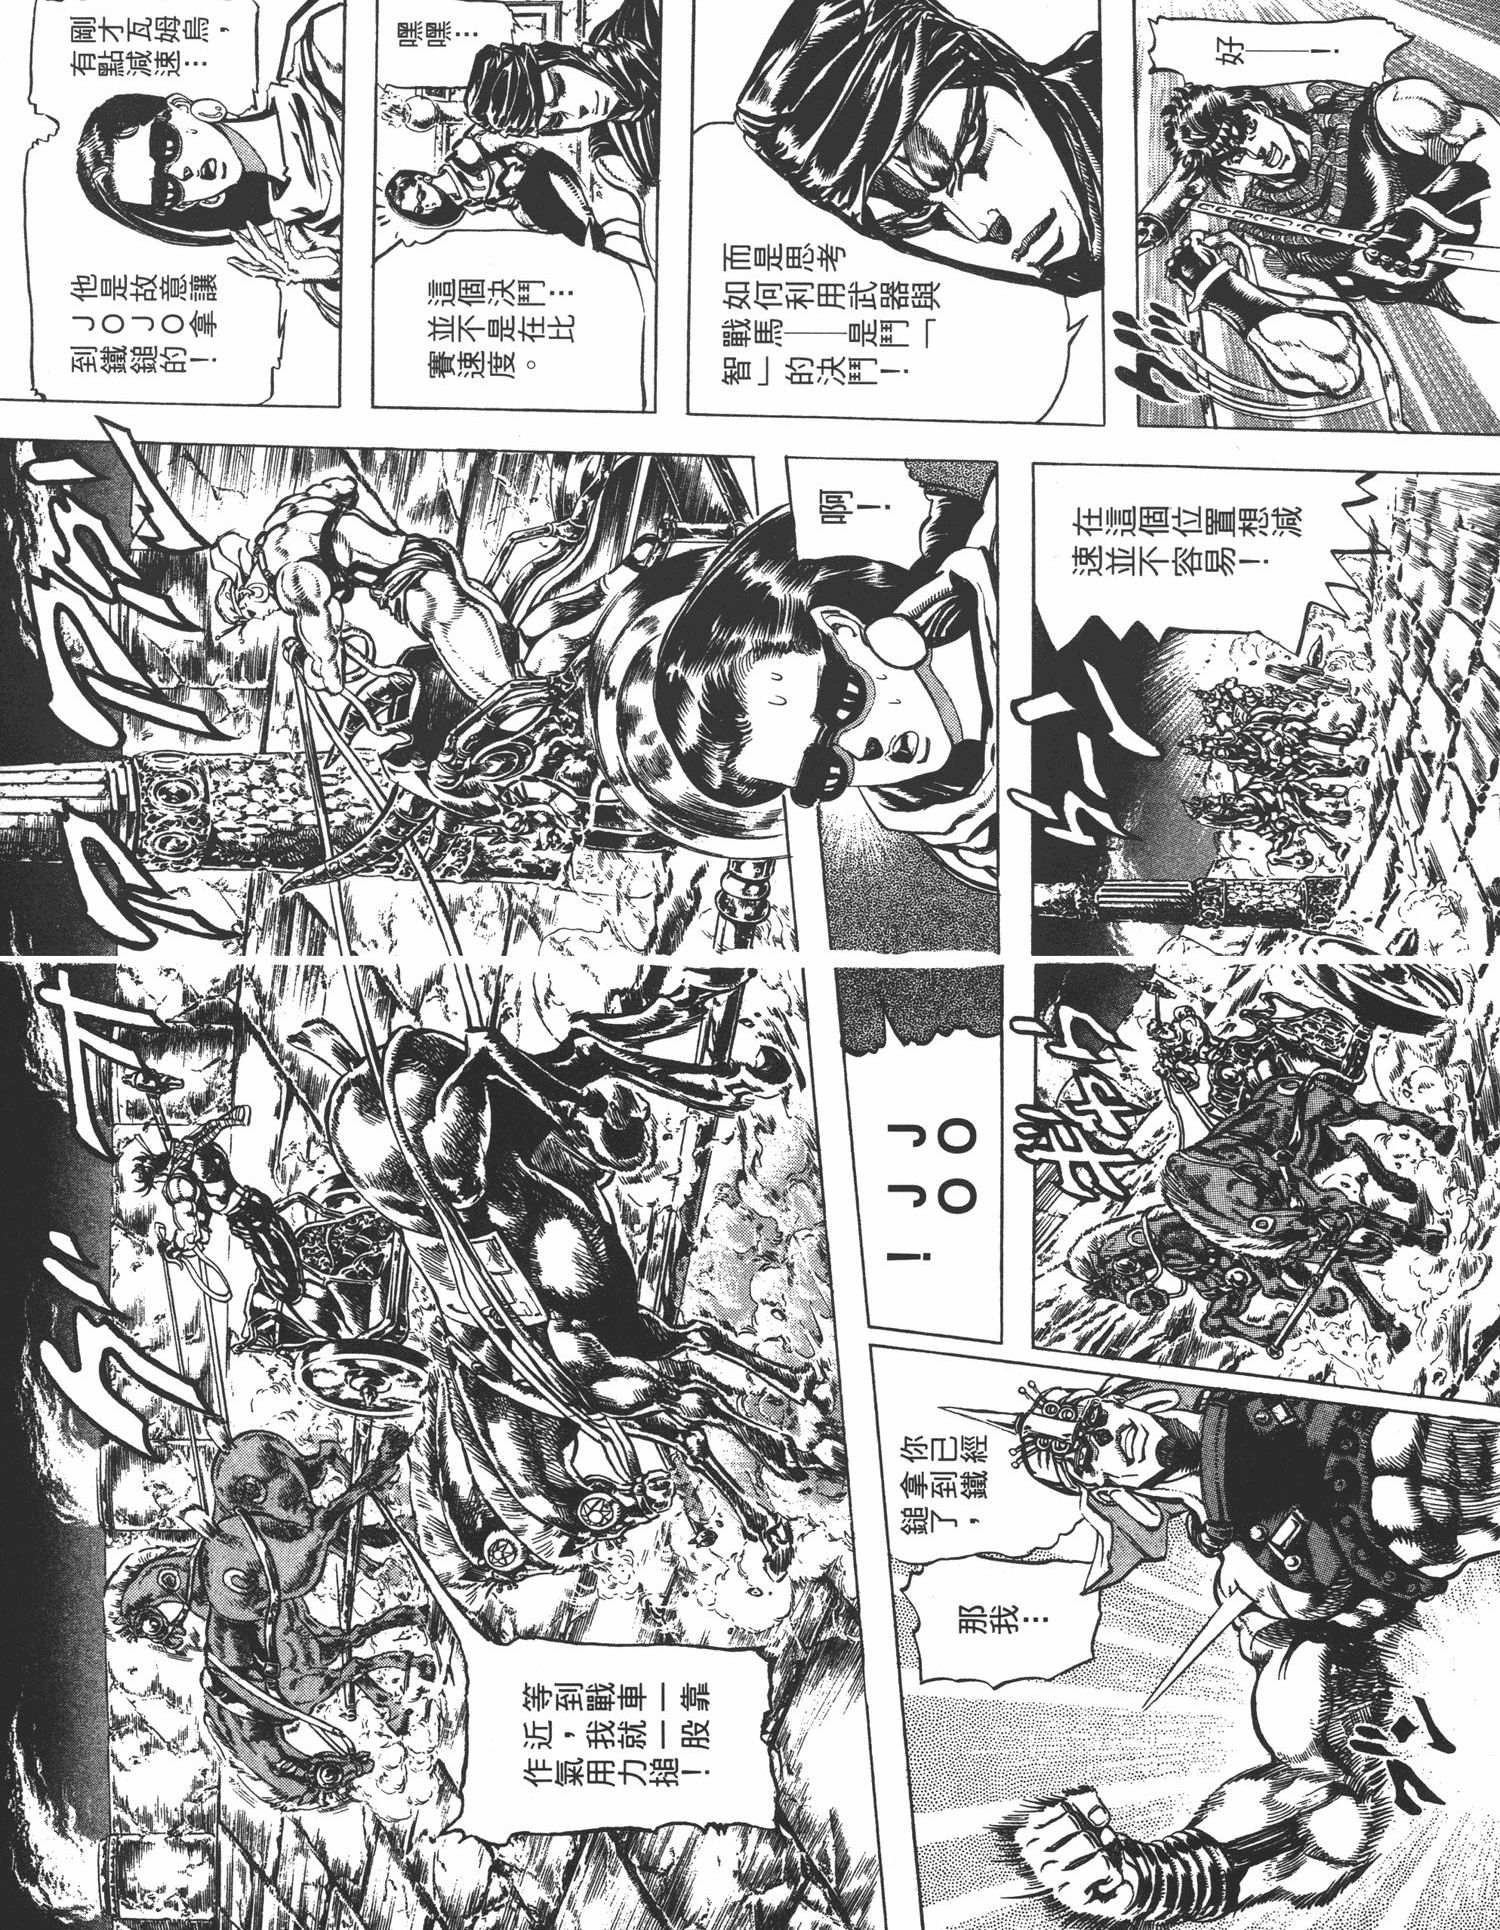 剛才瓦姆烏，
有點減速…
他是故意讓
JOJO拿
到鐵鎚的！
嘿嘿…
這個決鬥…
並不是在比
賽速度。
而是思考
如何利用武器與
戰馬──是鬥「
智」的決鬥！
好──！
等到戰車一靠
近，我就一股
作氣用力搥！
啊！
JO
JO
！
在這個位置想減
速並不容易！
你已經
拿到鐵
鎚了，
那我…